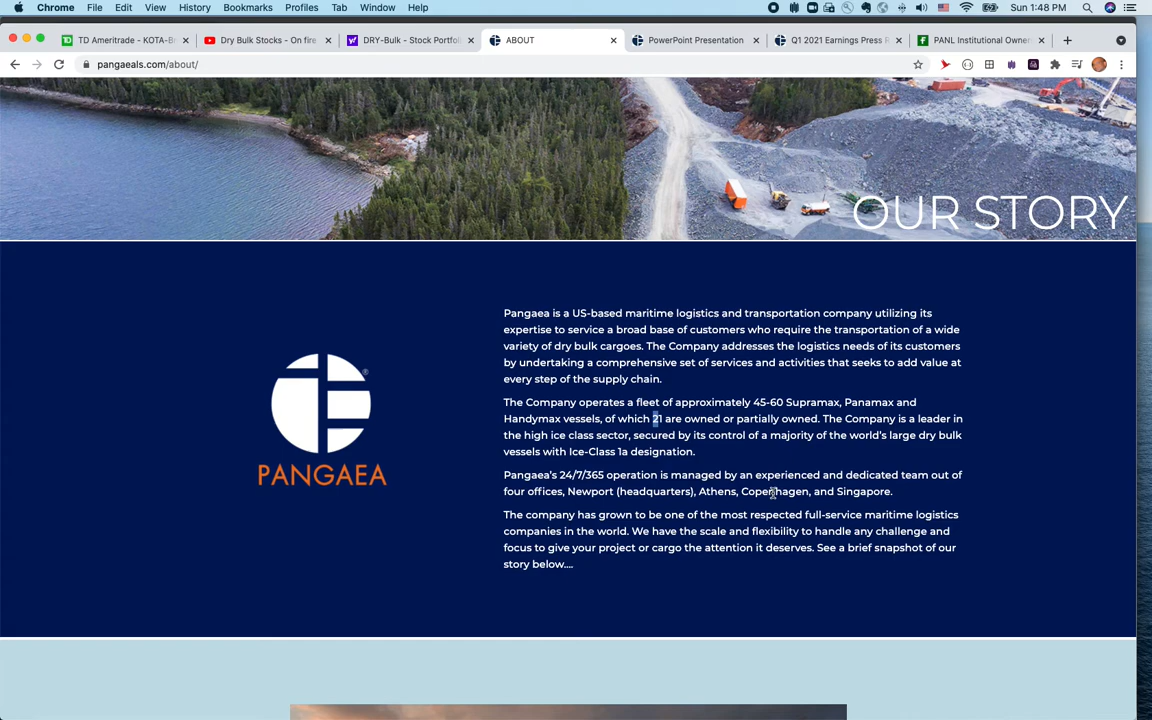 Chrome File Edit View History Bookmarks Profiles Tab Window Help Sun 1:48 PM
TD Ameritrade - KOTA-B
Dry Bulk Stocks - On fire
DRY-Bulk - Stock Portfol
ABOUT
PowerPoint Presentation
Q1 2021 Earnings Press R
PANL Institutional Owner
pangaeals.com/about/
OUR STORY
Pangaea is a US-based maritime logistics and transportation company utilizing its
expertise to service a broad base of customers who require the transportation of a wide
variety of dry bulk cargoes. The Company addresses the logistics needs of its customers
by undertaking a comprehensive set of services and activities that seeks to add value at
every step of the supply chain.
The Company operates a fleet of approximately 45-60 Supramax, Panamax and
Handymax vessels, of which 21 are owned or partially owned. The Company is a leader in
the high ice class sector, secured by its control of a majority of the world's large dry bulk
vessels with Ice-Class 1a designation.
Pangaea's 24/7/365 operation is managed by an experienced and dedicated team out of
four offices, Newport (headquarters), Athens, Copenhagen, and Singapore.
The company has grown to be one of the most respected full-service maritime logistics
companies in the world. We have the scale and flexibility to handle any challenge and
focus to give your project or cargo the attention it deserves. See a brief snapshot of our
story below....
PANGAEA